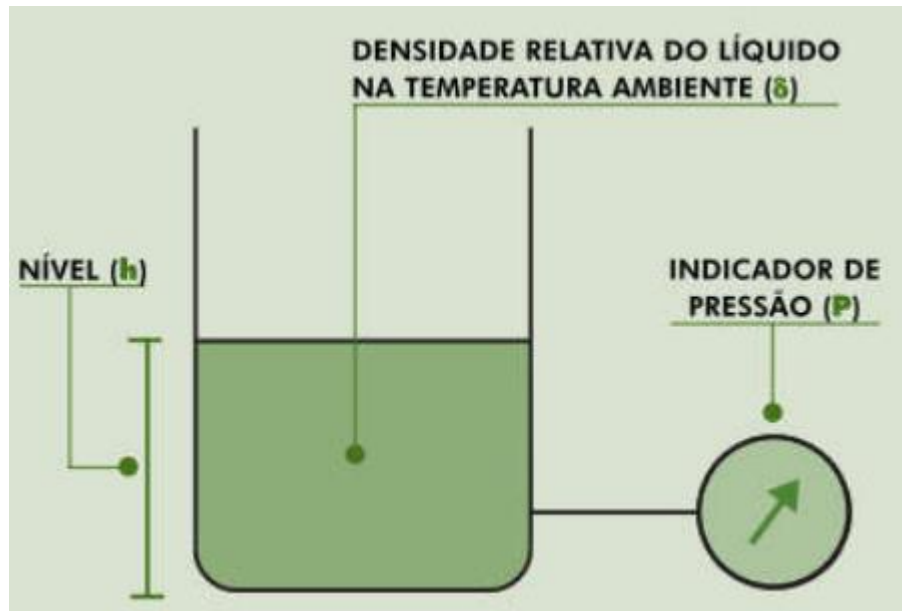 DENSIDADE RELATIVA DO LÍQUIDO
NA TEMPERATURA AMBIENTE (δ)
NÍVEL (h)
INDICADOR DE
PRESSÃO (P)